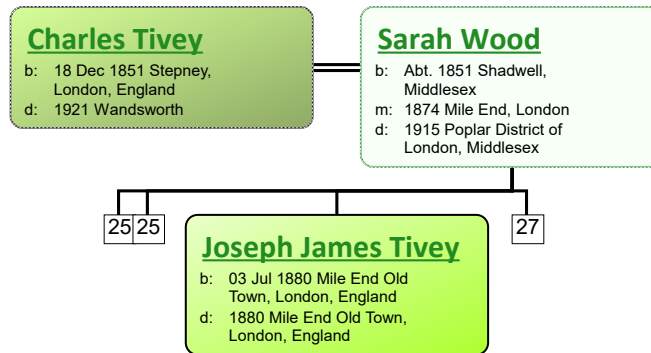 Charles Tivey
b: 18 Dec 1851 Stepney,
London, England
d: 1921 Wandsworth
Sarah Wood
b: Abt. 1851 Shadwell,
Middlesex
m: 1874 Mile End, London
d: 1915 Poplar District of
London, Middlesex
25 25 27
Joseph James Tivey
b: 03 Jul 1880 Mile End Old
Town, London, England
d: 1880 Mile End Old Town,
London, England